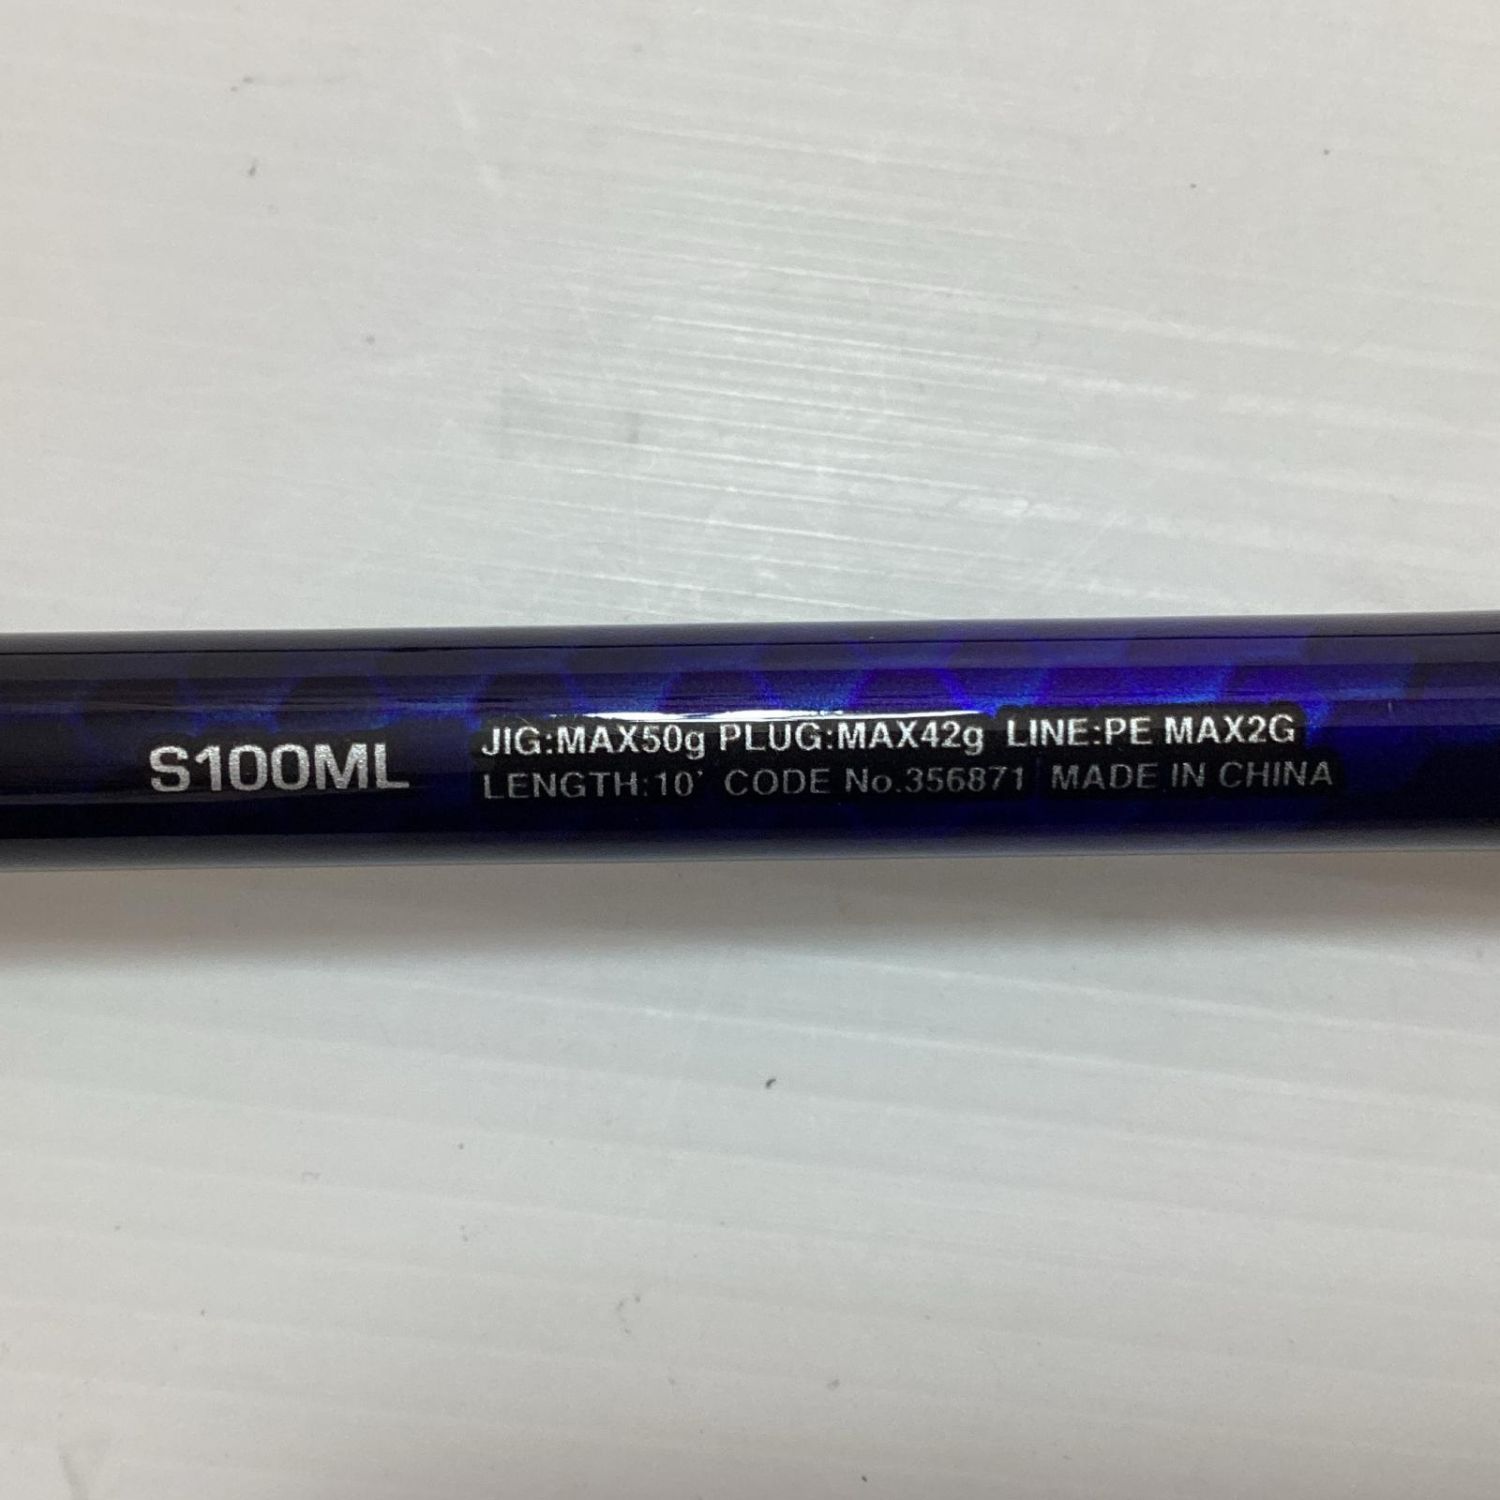 S100ML
JIG:MAX50g PLUG:MAX42g LINE:PE MAX2G
LENGTH:10' CODE No.356871 MADE IN CHINA